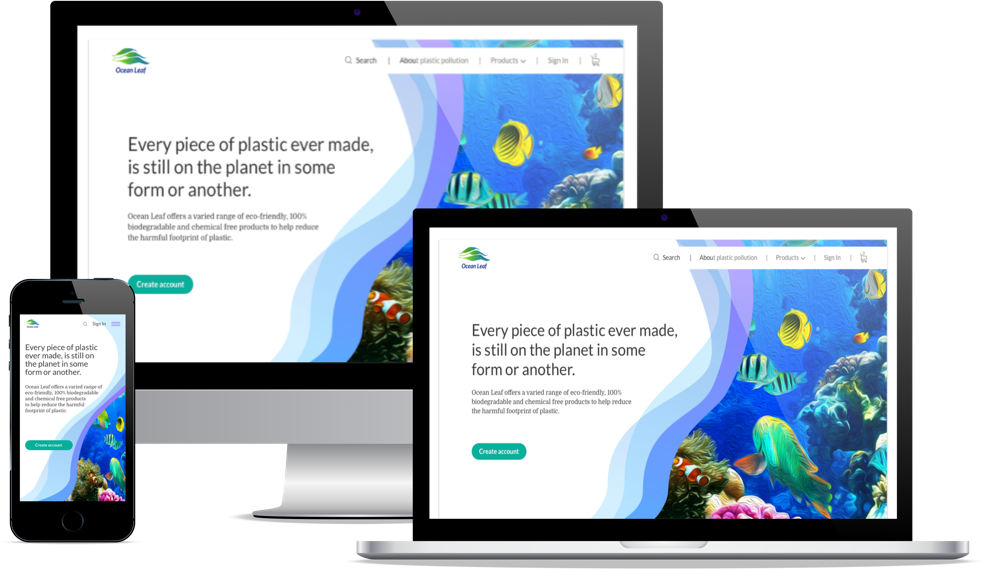 Ocean Leaf
Search | About plastic pollution | Products | Sign In |
Every piece of plastic ever made,
is still on the planet in some
form or another.
Ocean Leaf offers a varied range of eco-friendly, 100%
biodegradable and chemical free products to help reduce
the harmful footprint of plastic.
Create account
Ocean Leaf
Search | About plastic pollution | Products | Sign In |
Every piece of plastic ever made,
is still on the planet in some
form or another.
Ocean Leaf offers a varied range of eco-friendly, 100%
biodegradable and chemical free products to help reduce
the harmful footprint of plastic.
Create account
Ocean Leaf
Sign In
Every piece of plastic
ever made, is still on
the planet in some
form or another.
Ocean Leaf offers a varied range of
eco-friendly, 100% biodegradable
and chemical free products
to help reduce the harmful
footprint of plastic.
Create account